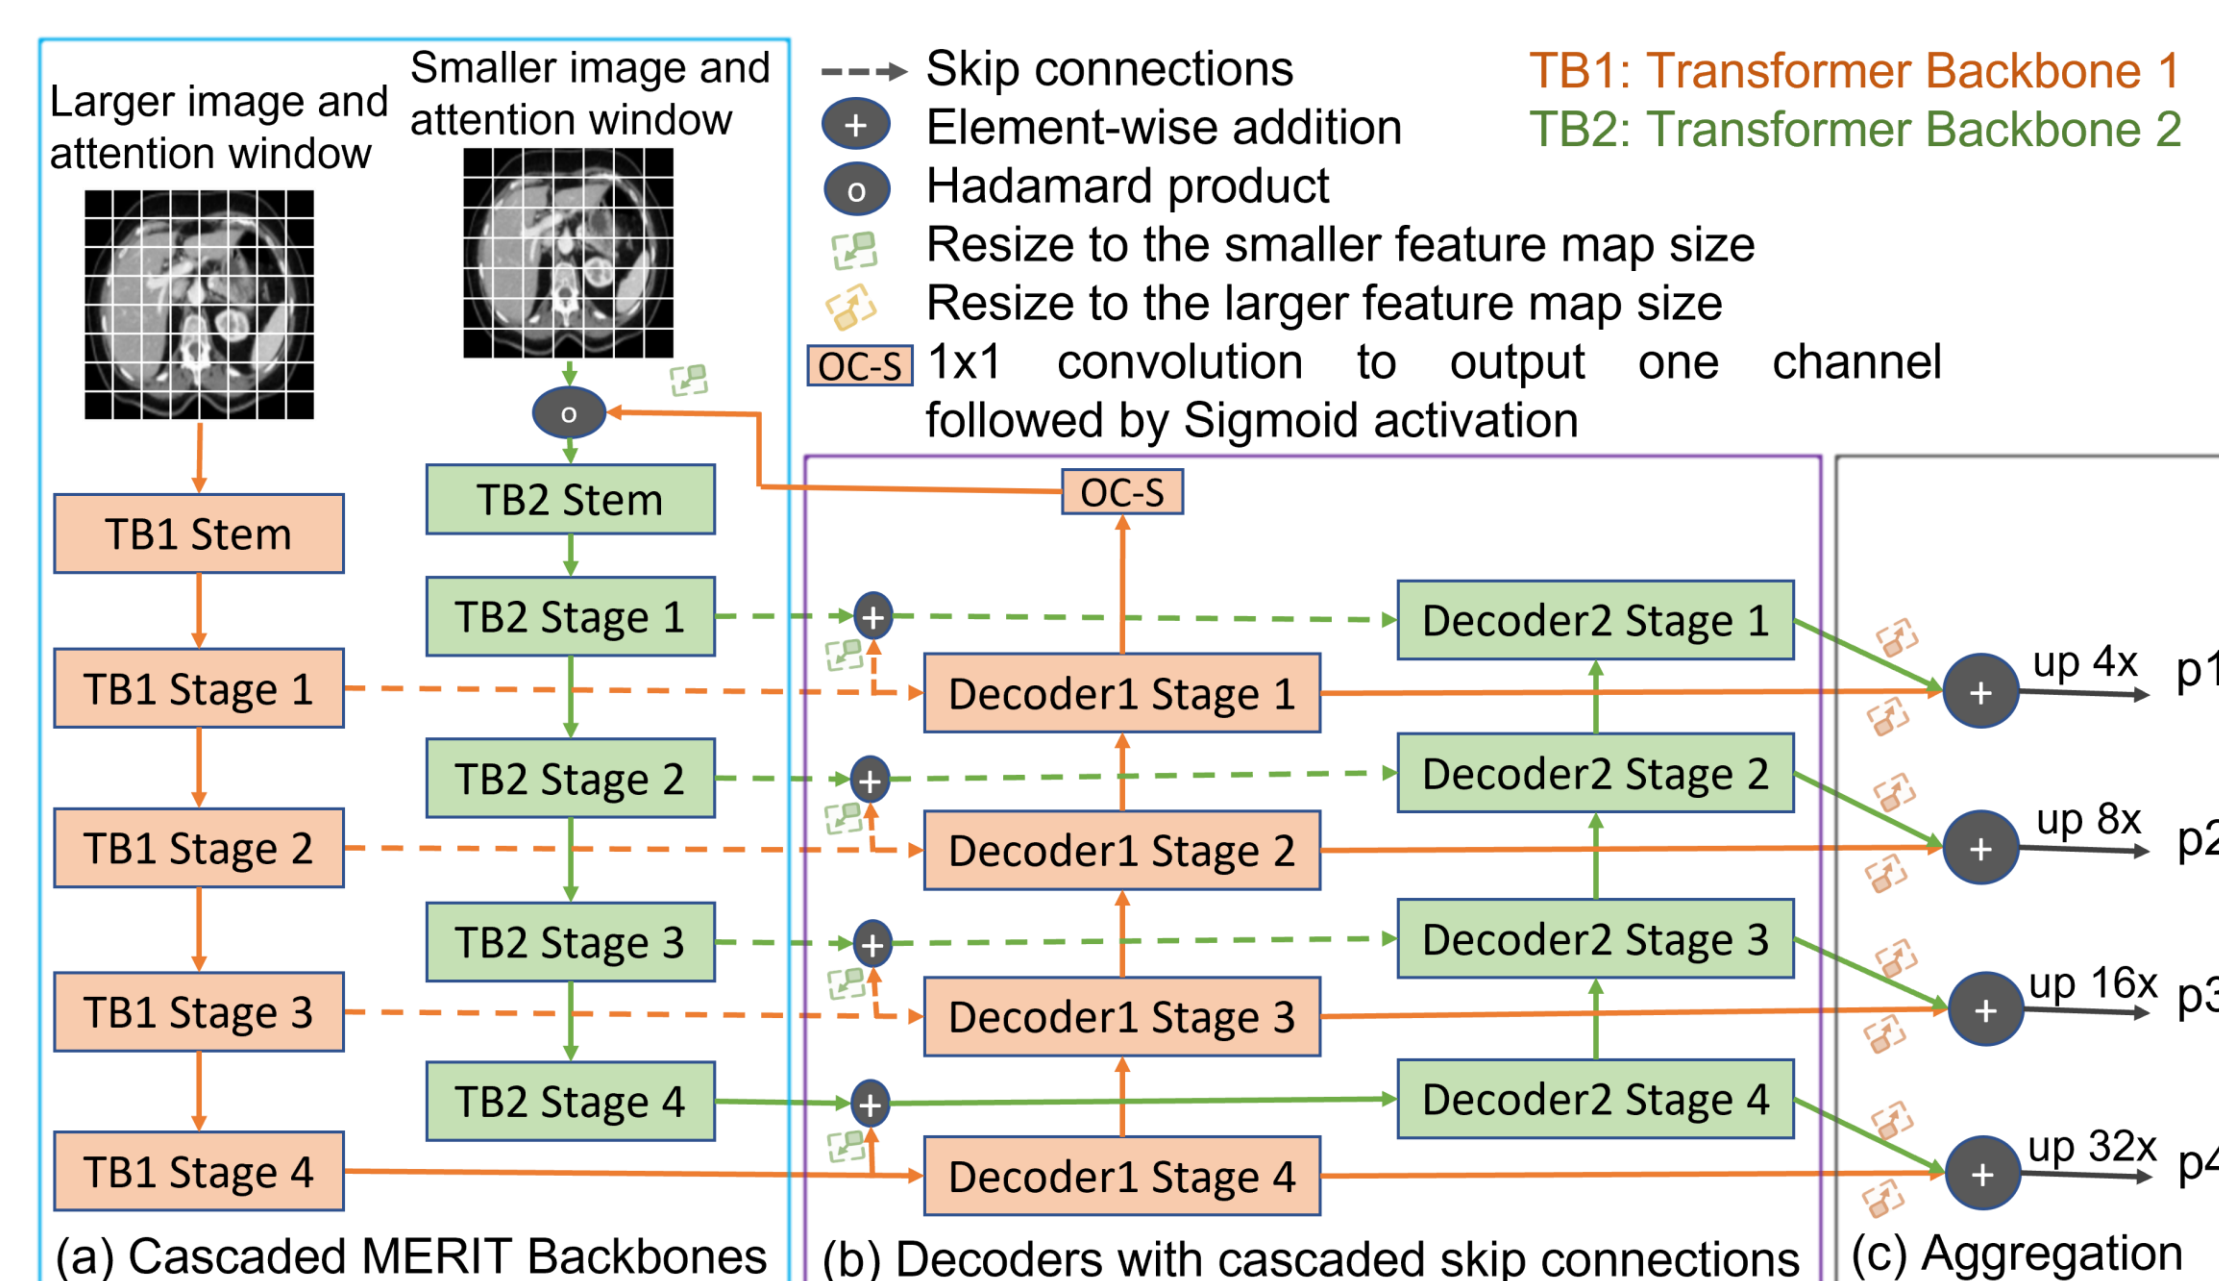 Larger image and
attention window
Smaller image and
attention window
Skip connections
+
Element-wise addition
o
Hadamard product
Resize to the smaller feature map size
Resize to the larger feature map size
OC-S
1x1 convolution to output one channel
followed by Sigmoid activation
TB1: Transformer Backbone 1
TB2: Transformer Backbone 2
o
TB1 Stem
TB1 Stage 1
TB1 Stage 2
TB1 Stage 3
TB1 Stage 4
TB2 Stem
TB2 Stage 1
TB2 Stage 2
TB2 Stage 3
TB2 Stage 4
(a) Cascaded MERIT Backbones
OC-S
+
+
+
+
Decoder1 Stage 1
Decoder1 Stage 2
Decoder1 Stage 3
Decoder1 Stage 4
Decoder2 Stage 1
Decoder2 Stage 2
Decoder2 Stage 3
Decoder2 Stage 4
(b) Decoders with cascaded skip connections
+
up 4x
p1
+
up 8x
p2
+
up 16x
p3
+
up 32x
p4
(c) Aggregation